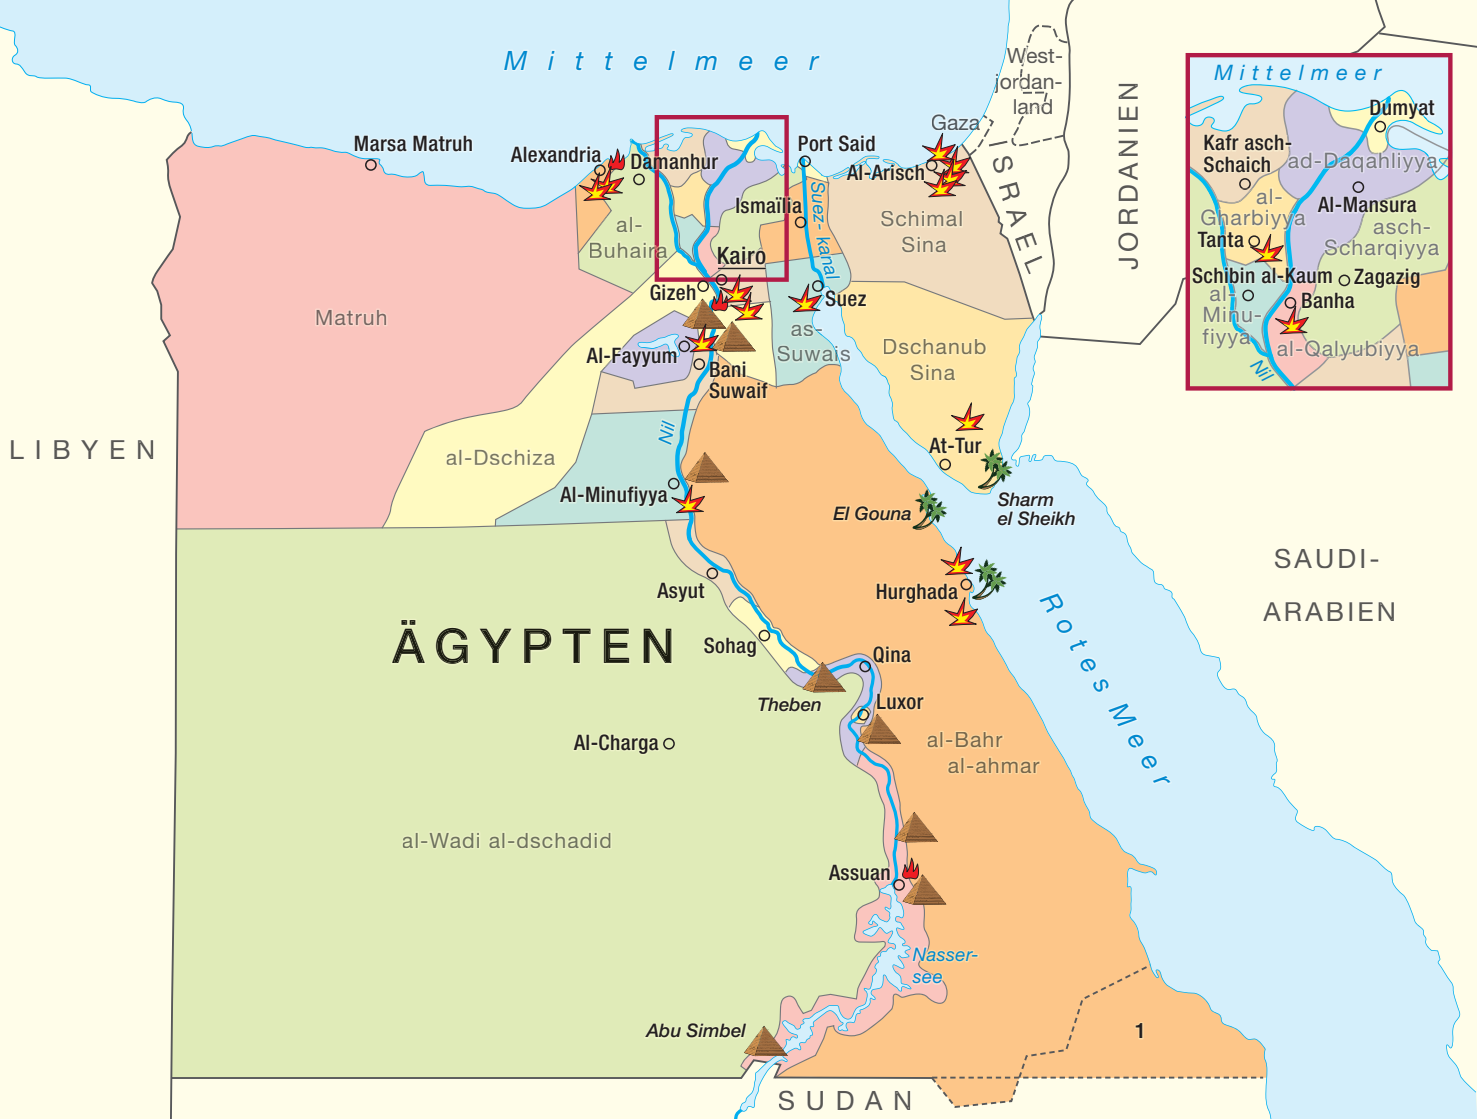 Mittelmeer
West-
jordan-
land
Gaza
ISRAEL
JORDANIEN
Marsa Matruh
Alexandria
Damanhur
Port Said
Al-Arisch
Suez-kanal
Ismaïlia
al-
Buhaira
Schimal
Sina
Kairo
Gizeh
Suez
Matruh
as-
Suwais
Dschanub
Sina
Al-Fayyum
Bani
Suwaif
Nil
LIBYEN
al-Dschiza
At-Tur
Al-Minufiyya
El Gouna
Sharm
el Sheikh
Asyut
Hurghada
SAUDI-
ARABIEN
Rotes Meer
ÄGYPTEN
Sohag
Qina
Theben
Luxor
Al-Charga
al-Bahr
al-ahmar
al-Wadi al-dschadid
Assuan
Nasser-
see
Abu Simbel
1
SUDAN
Mittelmeer
Dumyat
Kafr asch-
Schaich
ad-Daqahliyya
al-
Gharbiyya
Al-Mansura
Tanta
asch-
Scharqiyya
Schibin al-Kaum
Zagazig
al-
Minu-
fiyya
Banha
al-Qalyubiyya
Nil